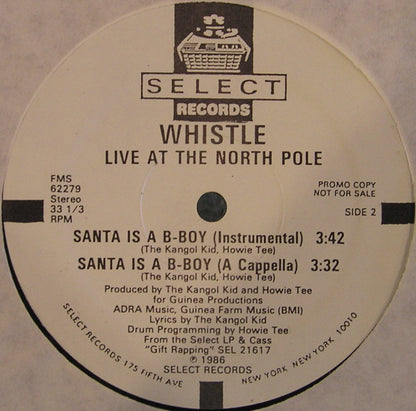 SELECT
RECORDS
WHISTLE
LIVE AT THE NORTH POLE
FMS
62279
Stereo
33 1/3
RPM
PROMO COPY
NOT FOR SALE
SIDE 2
SANTA IS A B-BOY (Instrumental) 3:42
(The Kangol Kid, Howie Tee)
SANTA IS A B-BOY (A Cappella) 3:32
(The Kangol Kid, Howie Tee)
Produced by The Kangol Kid and Howie Tee
for Guinea Productions
ADRA Music, Guinea Farm Music (BMI)
Lyrics by The Kangol Kid
Drum Programming by Howie Tee
From the Select LP & Cass
"Gift Rapping" SEL 21617
℗ 1986
SELECT RECORDS
SELECT RECORDS 175 FIFTH AVE NEW YORK NEW YORK 10010